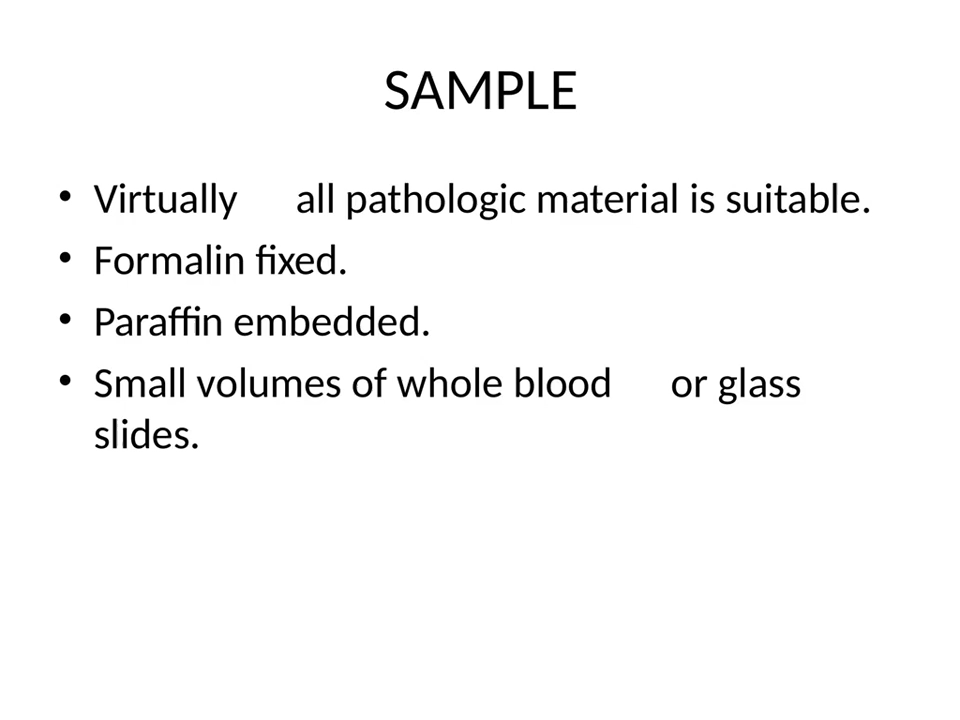 SAMPLE
• Virtually all pathologic material is suitable.
• Formalin fixed.
• Paraffin embedded.
• Small volumes of whole blood or glass
slides.